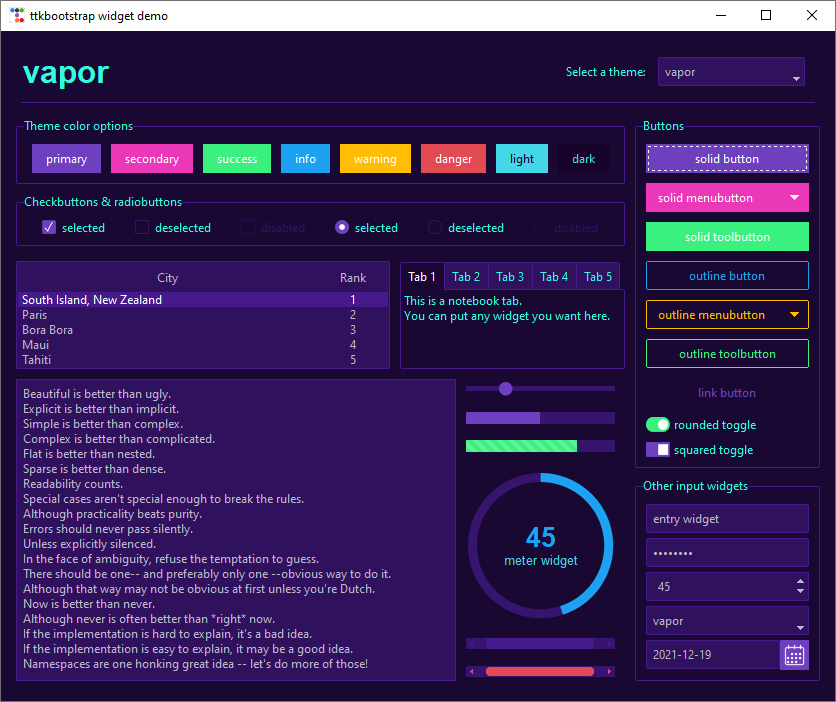 ttkbootstrap widget demo
vapor
Select a theme: vapor
Theme color options
primary secondary success info warning danger light dark
Checkbuttons & radiobuttons
selected deselected disabled selected deselected disabled
City Rank
South Island, New Zealand 1
Paris 2
Bora Bora 3
Maui 4
Tahiti 5
Tab 1 Tab 2 Tab 3 Tab 4 Tab 5
This is a notebook tab.
You can put any widget you want here.
Beautiful is better than ugly.
Explicit is better than implicit.
Simple is better than complex.
Complex is better than complicated.
Flat is better than nested.
Sparse is better than dense.
Readability counts.
Special cases aren't special enough to break the rules.
Although practicality beats purity.
Errors should never pass silently.
Unless explicitly silenced.
In the face of ambiguity, refuse the temptation to guess.
There should be one-- and preferably only one --obvious way to do it.
Although that way may not be obvious at first unless you're Dutch.
Now is better than never.
Although never is often better than *right* now.
If the implementation is hard to explain, it's a bad idea.
If the implementation is easy to explain, it may be a good idea.
Namespaces are one honking great idea -- let's do more of those!
45
meter widget
Buttons
solid button
solid menubutton
solid toolbutton
outline button
outline menubutton
outline toolbutton
link button
rounded toggle
squared toggle
Other input widgets
entry widget
••••••••
45
vapor
2021-12-19